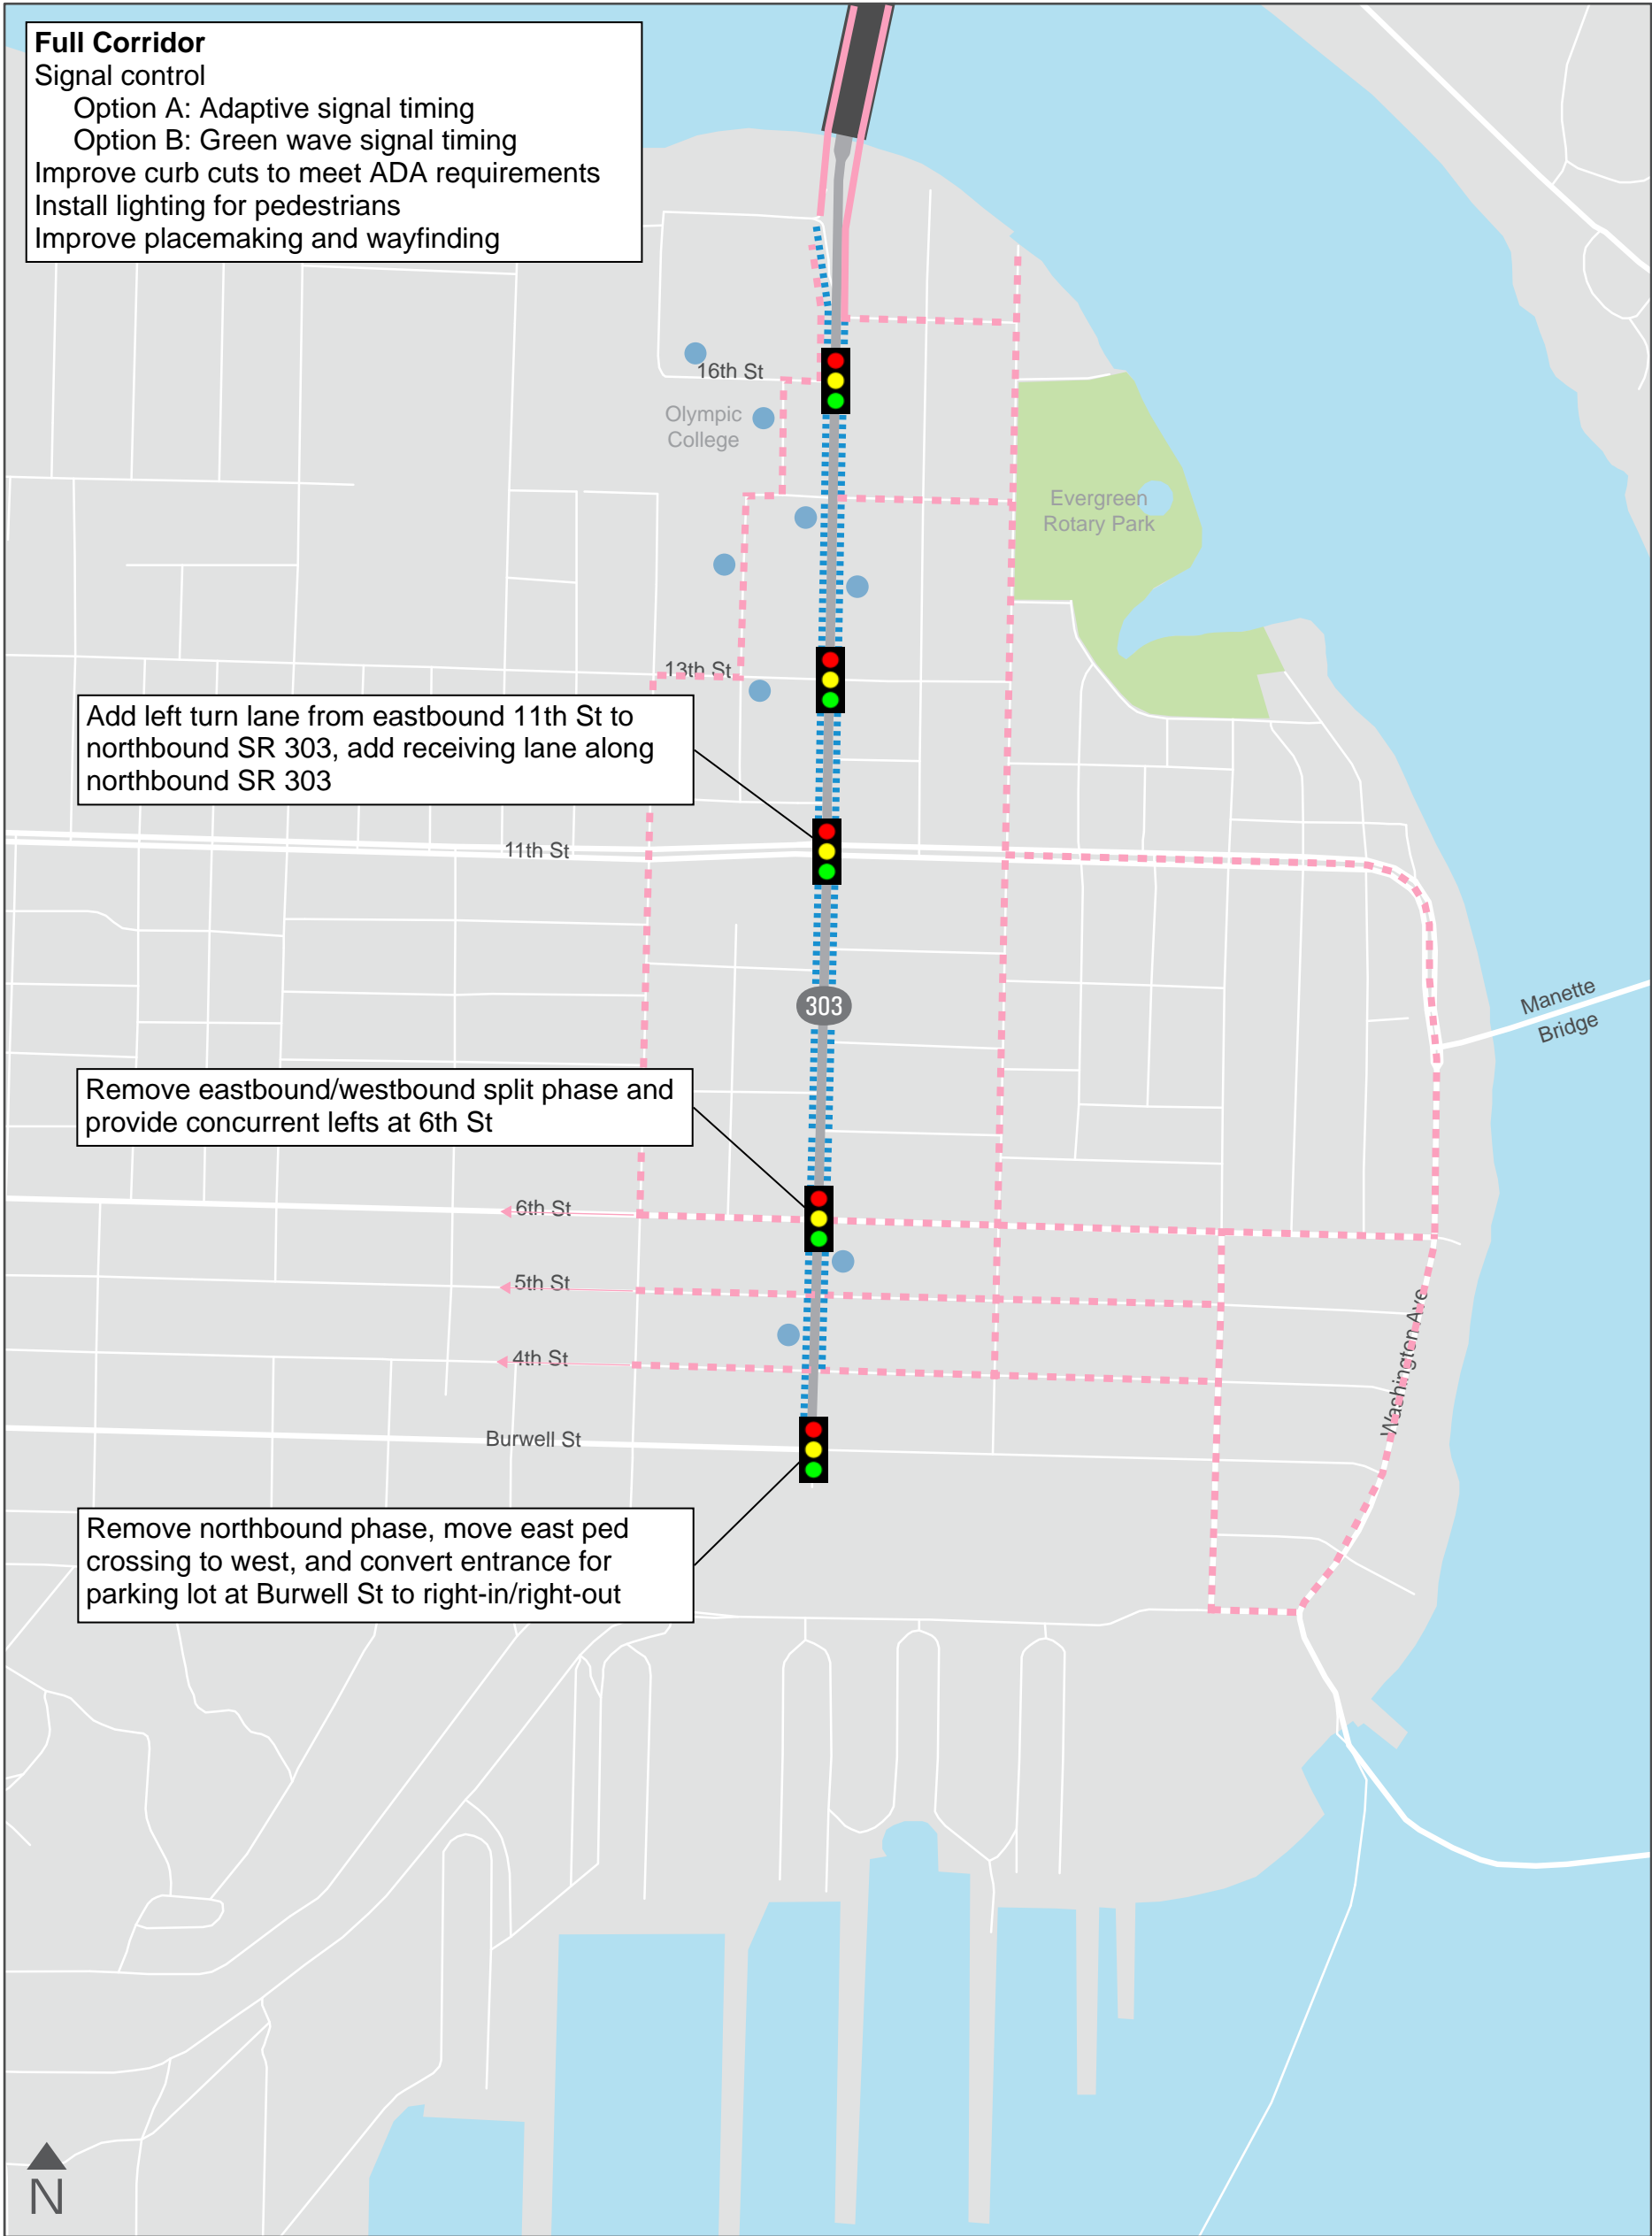 Full Corridor
Signal control
Option A: Adaptive signal timing
Option B: Green wave signal timing
Improve curb cuts to meet ADA requirements
Install lighting for pedestrians
Improve placemaking and wayfinding
16th St
Olympic
College
Evergreen
Rotary Park
13th St
Add left turn lane from eastbound 11th St to
northbound SR 303, add receiving lane along
northbound SR 303
11th St
303
Manette
Bridge
Remove eastbound/westbound split phase and
provide concurrent lefts at 6th St
6th St
5th St
4th St
Washington Ave
Burwell St
Remove northbound phase, move east ped
crossing to west, and convert entrance for
parking lot at Burwell St to right-in/right-out
N